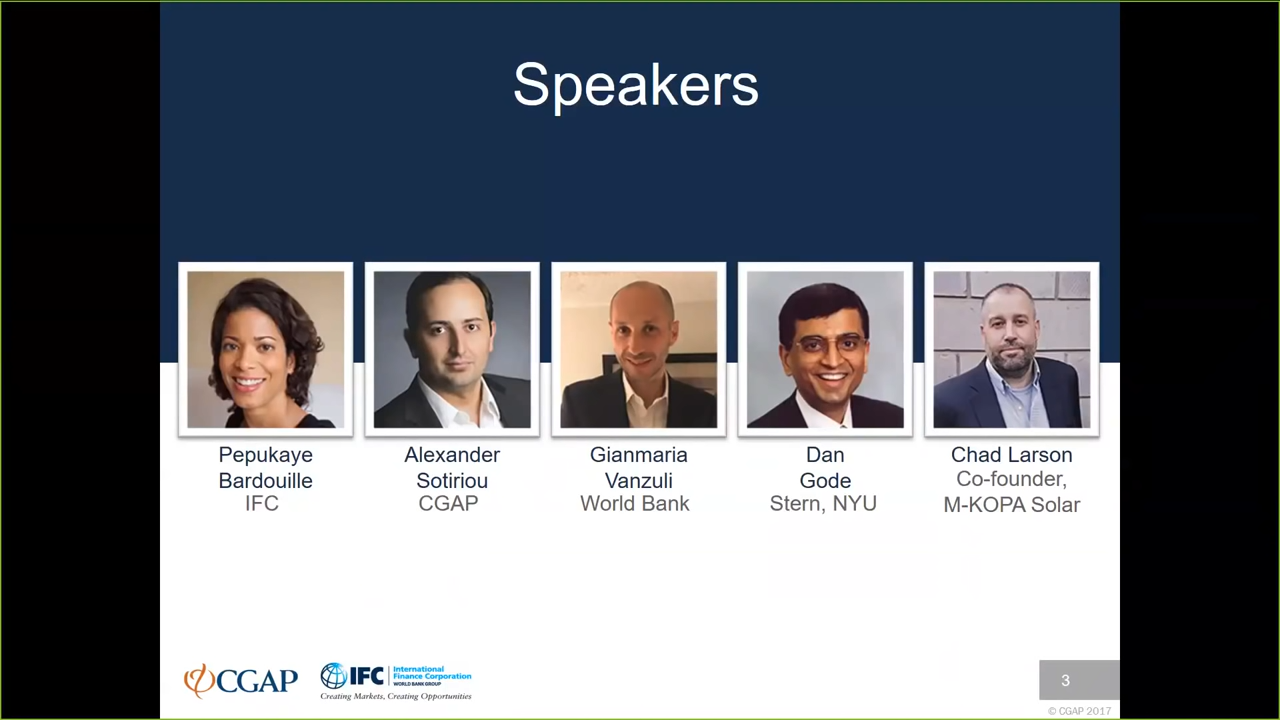 Speakers
Pepukaye
Bardouille
IFC
Alexander
Sotiriou
CGAP
Gianmaria
Vanzuli
World Bank
Dan
Gode
Stern, NYU
Chad Larson
Co-founder,
M-KOPA Solar
CGAP
IFC
International
Finance Corporation
WORLD BANK GROUP
Creating Markets, Creating Opportunities
3
© CGAP 2017